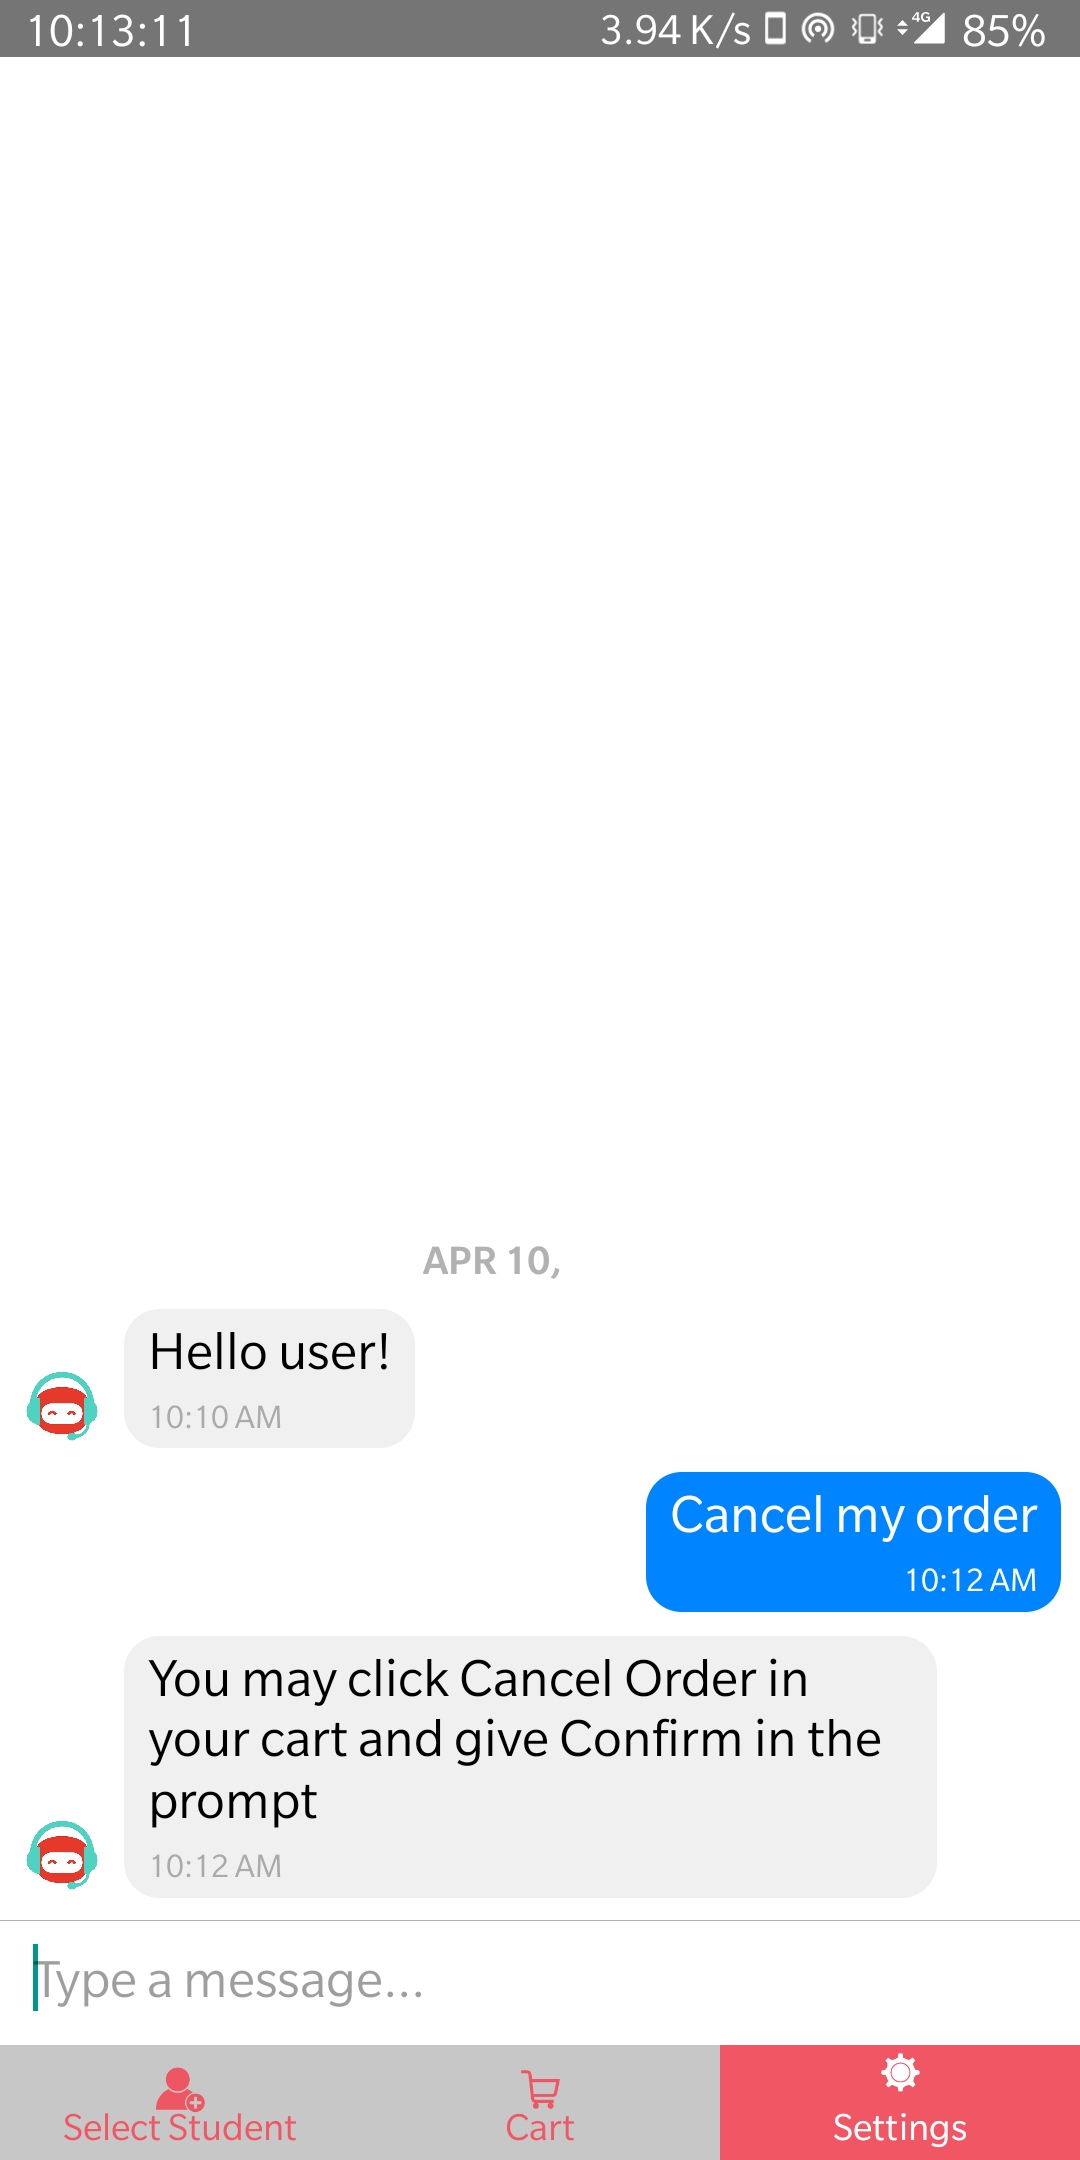 10:13:11 3.94 K/s 4G 85%
APR 10,
Hello user!
10:10 AM
Cancel my order
10:12 AM
You may click Cancel Order in
your cart and give Confirm in the
prompt
10:12 AM
Type a message...
Select Student Cart Settings